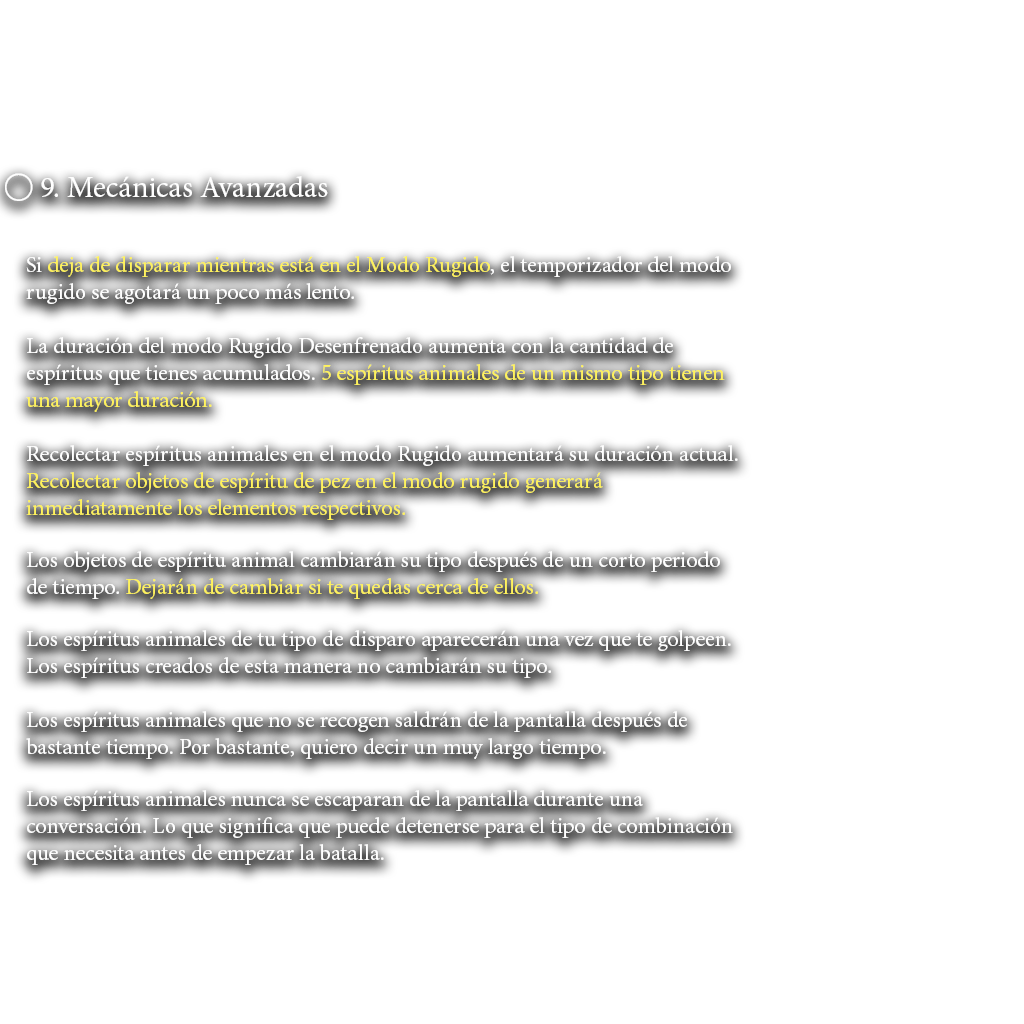 9. Mecánicas Avanzadas
Si deja de disparar mientras está en el Modo Rugido, el temporizador del modo
rugido se agotará un poco más lento.
La duración del modo Rugido Desenfrenado aumenta con la cantidad de
espíritus que tienes acumulados. 5 espíritus animales de un mismo tipo tienen
una mayor duración.
Recolectar espíritus animales en el modo Rugido aumentará su duración actual.
Recolectar objetos de espíritu de pez en el modo rugido generará
inmediatamente los elementos respectivos.
Los objetos de espíritu animal cambiarán su tipo después de un corto periodo
de tiempo. Dejarán de cambiar si te quedas cerca de ellos.
Los espíritus animales de tu tipo de disparo aparecerán una vez que te golpeen.
Los espíritus creados de esta manera no cambiarán su tipo.
Los espíritus animales que no se recogen saldrán de la pantalla después de
bastante tiempo. Por bastante, quiero decir un muy largo tiempo.
Los espíritus animales nunca se escaparan de la pantalla durante una
conversación. Lo que significa que puede detenerse para el tipo de combinación
que necesita antes de empezar la batalla.